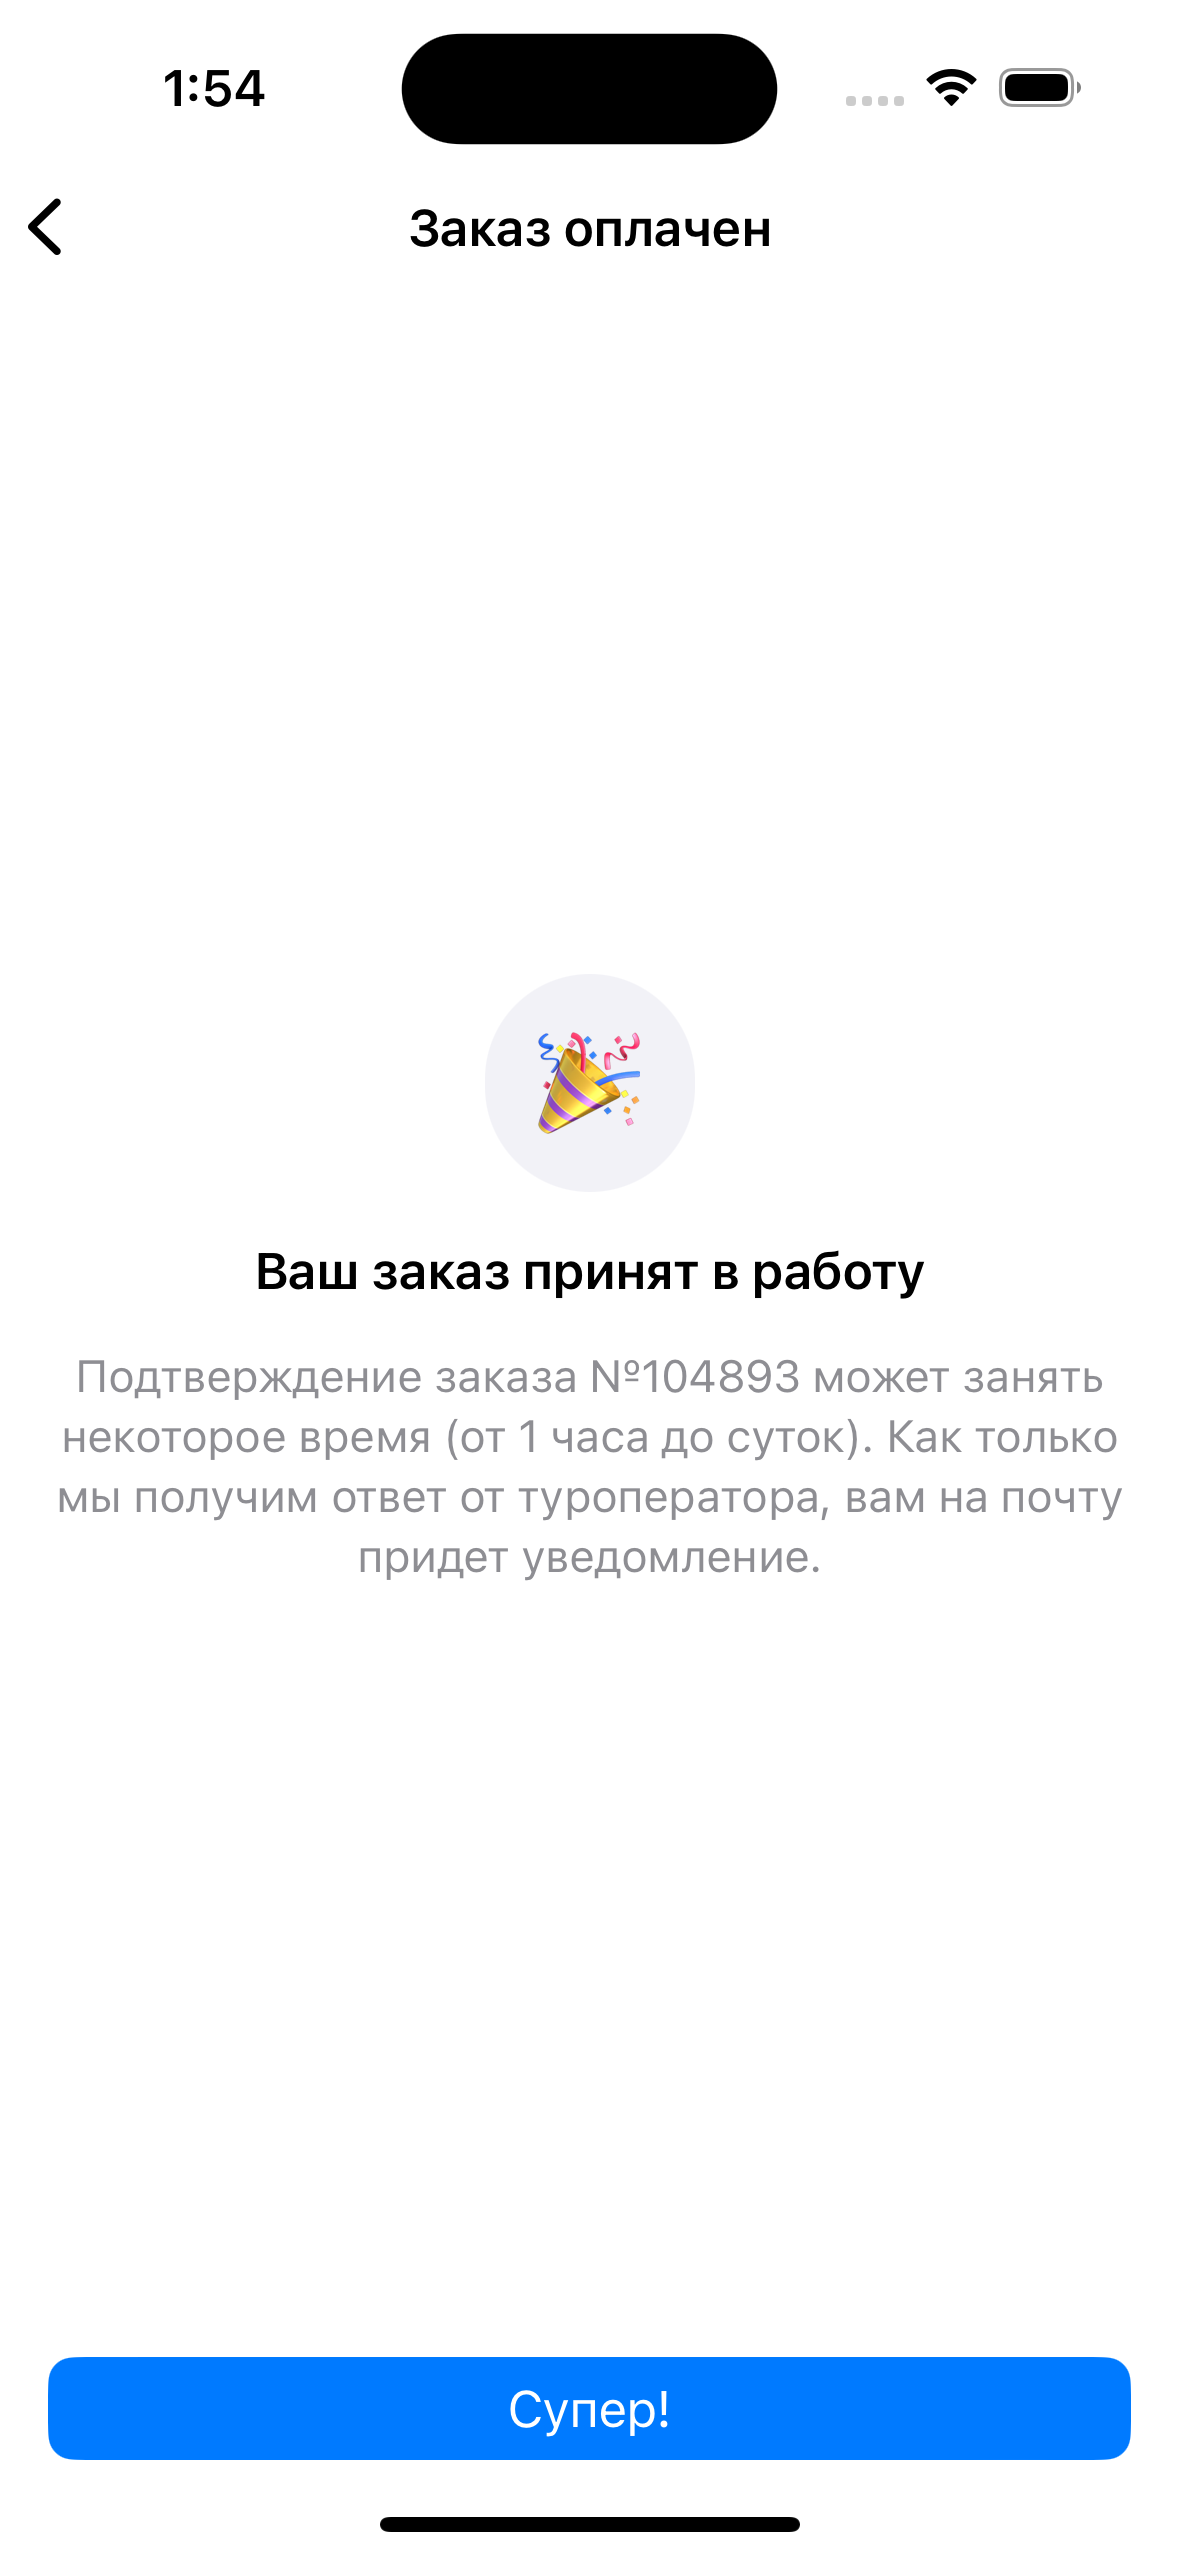 1:54
Заказ оплачен
Ваш заказ принят в работу
Подтверждение заказа №104893 может занять
некоторое время (от 1 часа до суток). Как только
мы получим ответ от туроператора, вам на почту
придет уведомление.
Супер!